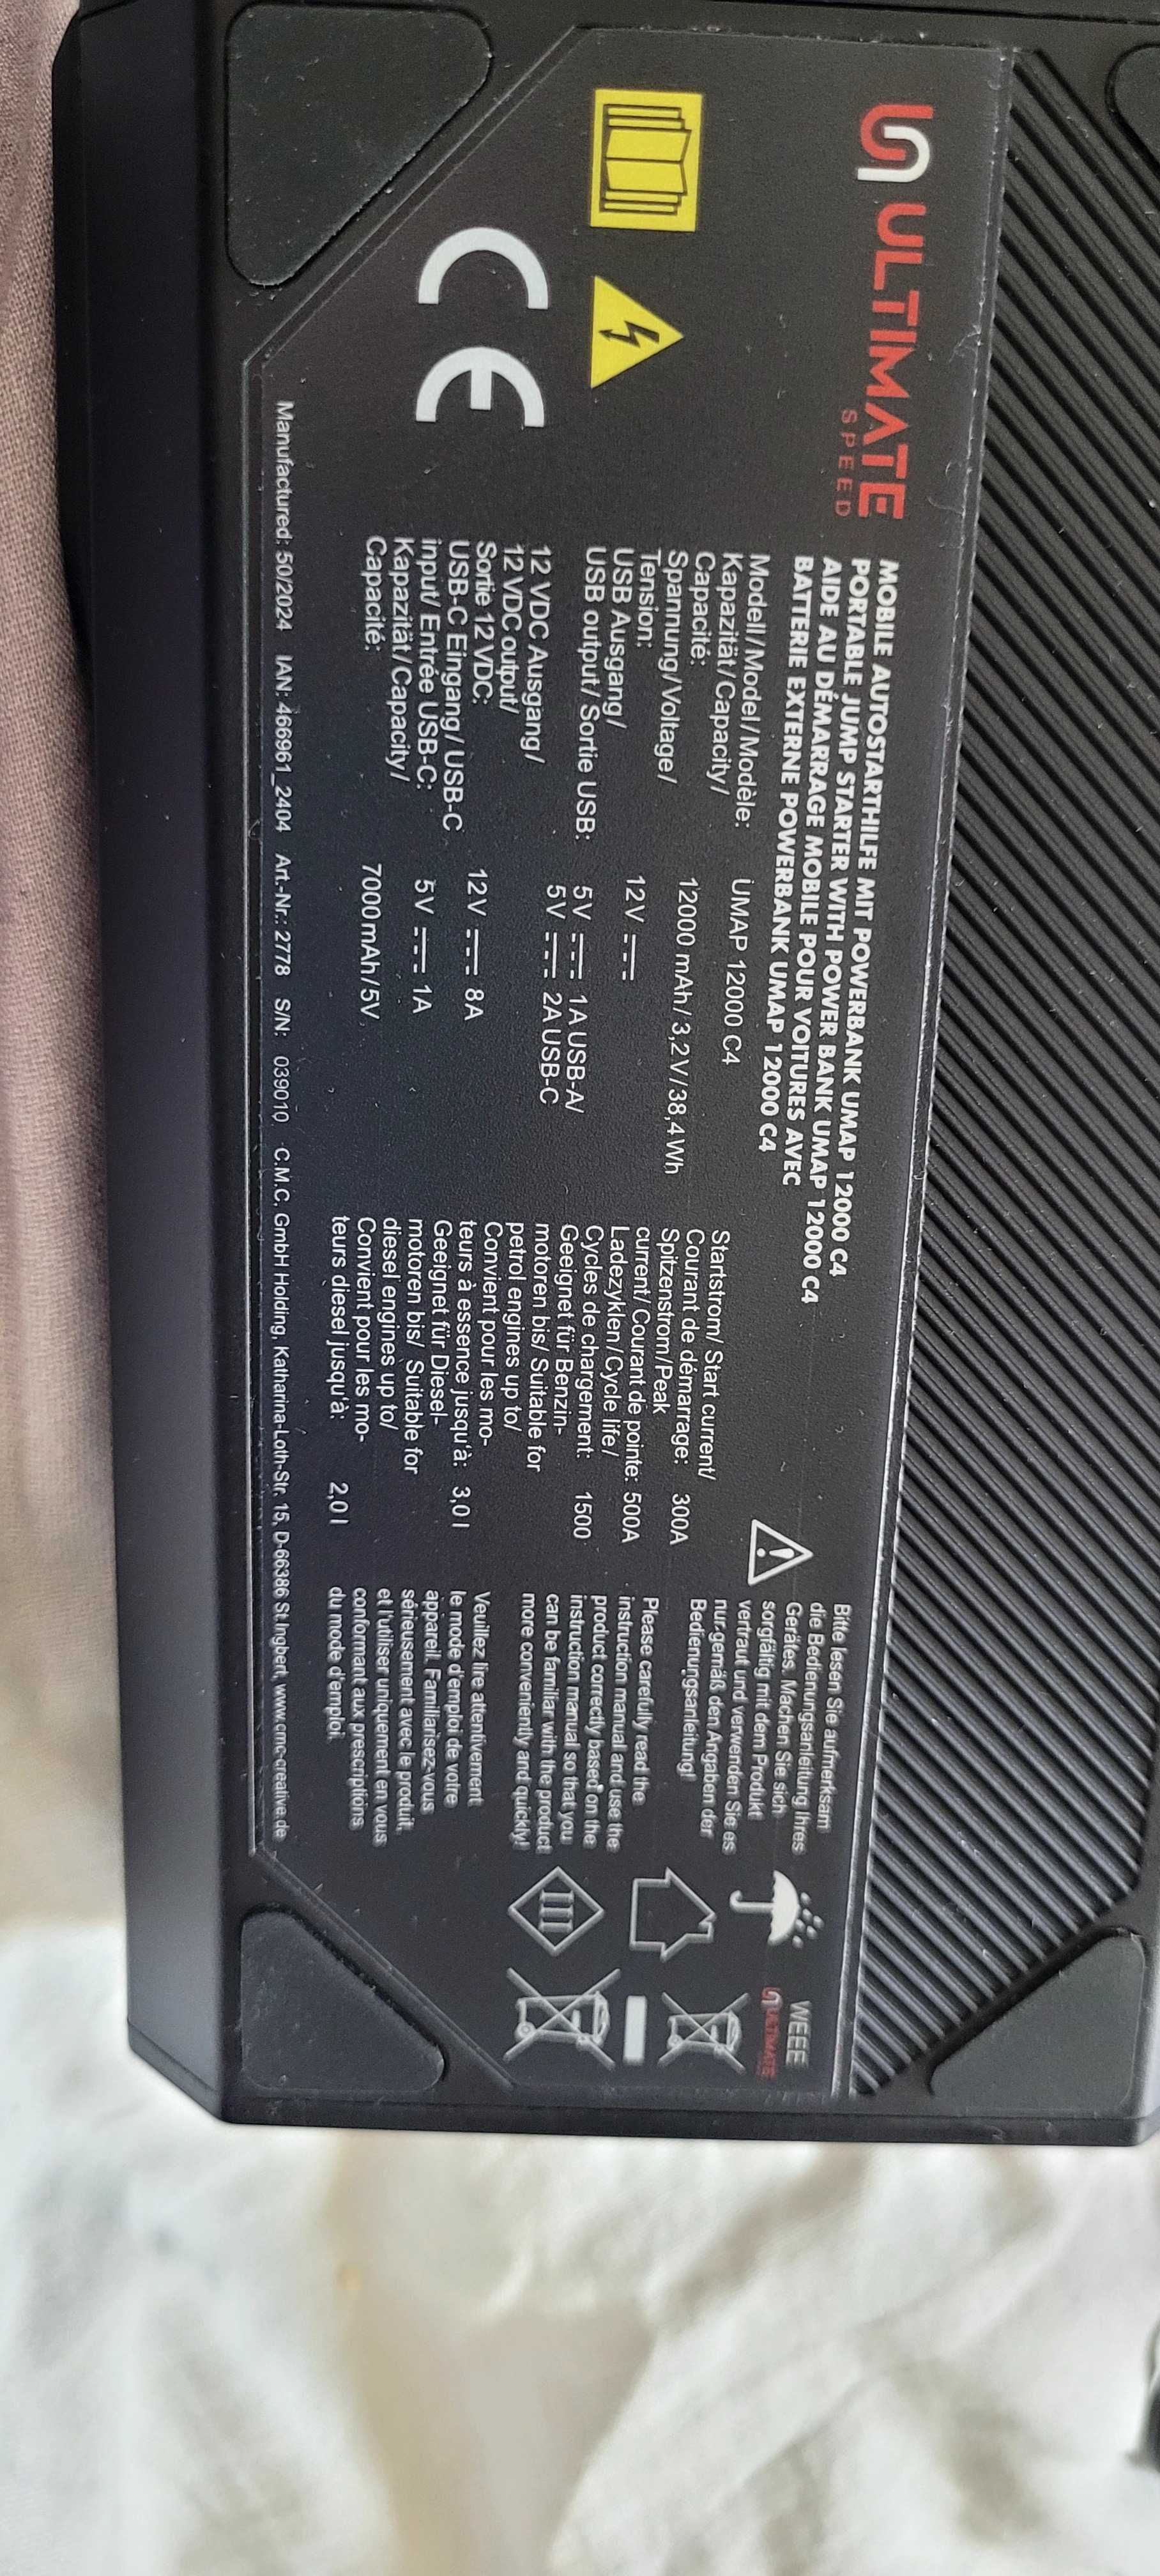 ULTIMATE
SPEED
MOBILE AUTOSTARTHILFE MIT POWERBANK UMAP 12000 C4
PORTABLE JUMP STARTER WITH POWER BANK UMAP 12000 C4
AIDE AU DÉMARRAGE MOBILE POUR VOITURES AVEC
BATTERIE EXTERNE POWERBANK UMAP 12000 C4
Modell/Model/Modèle: UMAP 12000 C4
Kapazität/Capacity/
Capacité: 12000 mAh/ 3,2V/38,4Wh
Spannung/Voltage/
Tension: 12V
USB Ausgang/
USB output/ Sortie USB: 5V 1A USB-A/
5V 2A USB-C
12 VDC Ausgang/
12 VDC output/
Sortie 12 VDC: 12V 8A
USB-C Eingang/ USB-C
input/ Entrée USB-C: 5V 1A
Kapazität/Capacity/
Capacité: 7000mAh/5V
Startstrom/ Start current/
Courant de démarrage: 300A
Spitzenstrom/Peak
current/Courant de pointe: 500A
Ladezyklen/Cycle life/
Cycles de chargement: 1500
Geeignet für Benzin-
motoren bis/ Suitable for
petrol engines up to/
Convient pour les mo-
teurs à essence jusqu'à: 3,0 l
Geeignet für Diesel-
motoren bis/ Suitable for
diesel engines up to/
Convient pour les mo-
teurs diesel jusqu'à: 2,0 l
Bitte lesen Sie aufmerksam
die Bedienungsanleitung Ihres
Gerätes. Machen Sie sich
sorgfältig mit dem Produkt
vertraut und verwenden Sie es
nur gemäß den Angaben der
Bedienungsanleitung!
Please carefully read the
instruction manual and use the
product correctly based on the
instruction manual so that you
can be familiar with the product
more conveniently and quickly!
Veuillez lire attentivement
le mode d'emploi de votre
appareil. Familiarisez-vous
sérieusement avec le produit,
et l'utiliser uniquement en vous
conformant aux prescriptions
du mode d'emploi.
WEEE
ULTIMATE
III
CE
Manufactured: 50/2024 IAN: 466961_2404 Art.-Nr.: 2778 S/N: 039010 C.M.C. GmbH Holding, Katharina-Loth-Str. 15, D-66386 St.Ingbert, www.cmc-creative.de